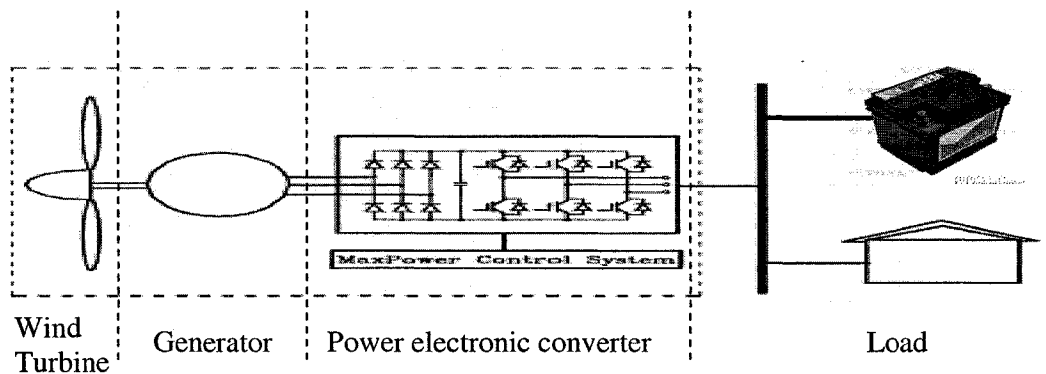 MaxPower Control System
Wind
Turbine
Generator
Power electronic converter
Load